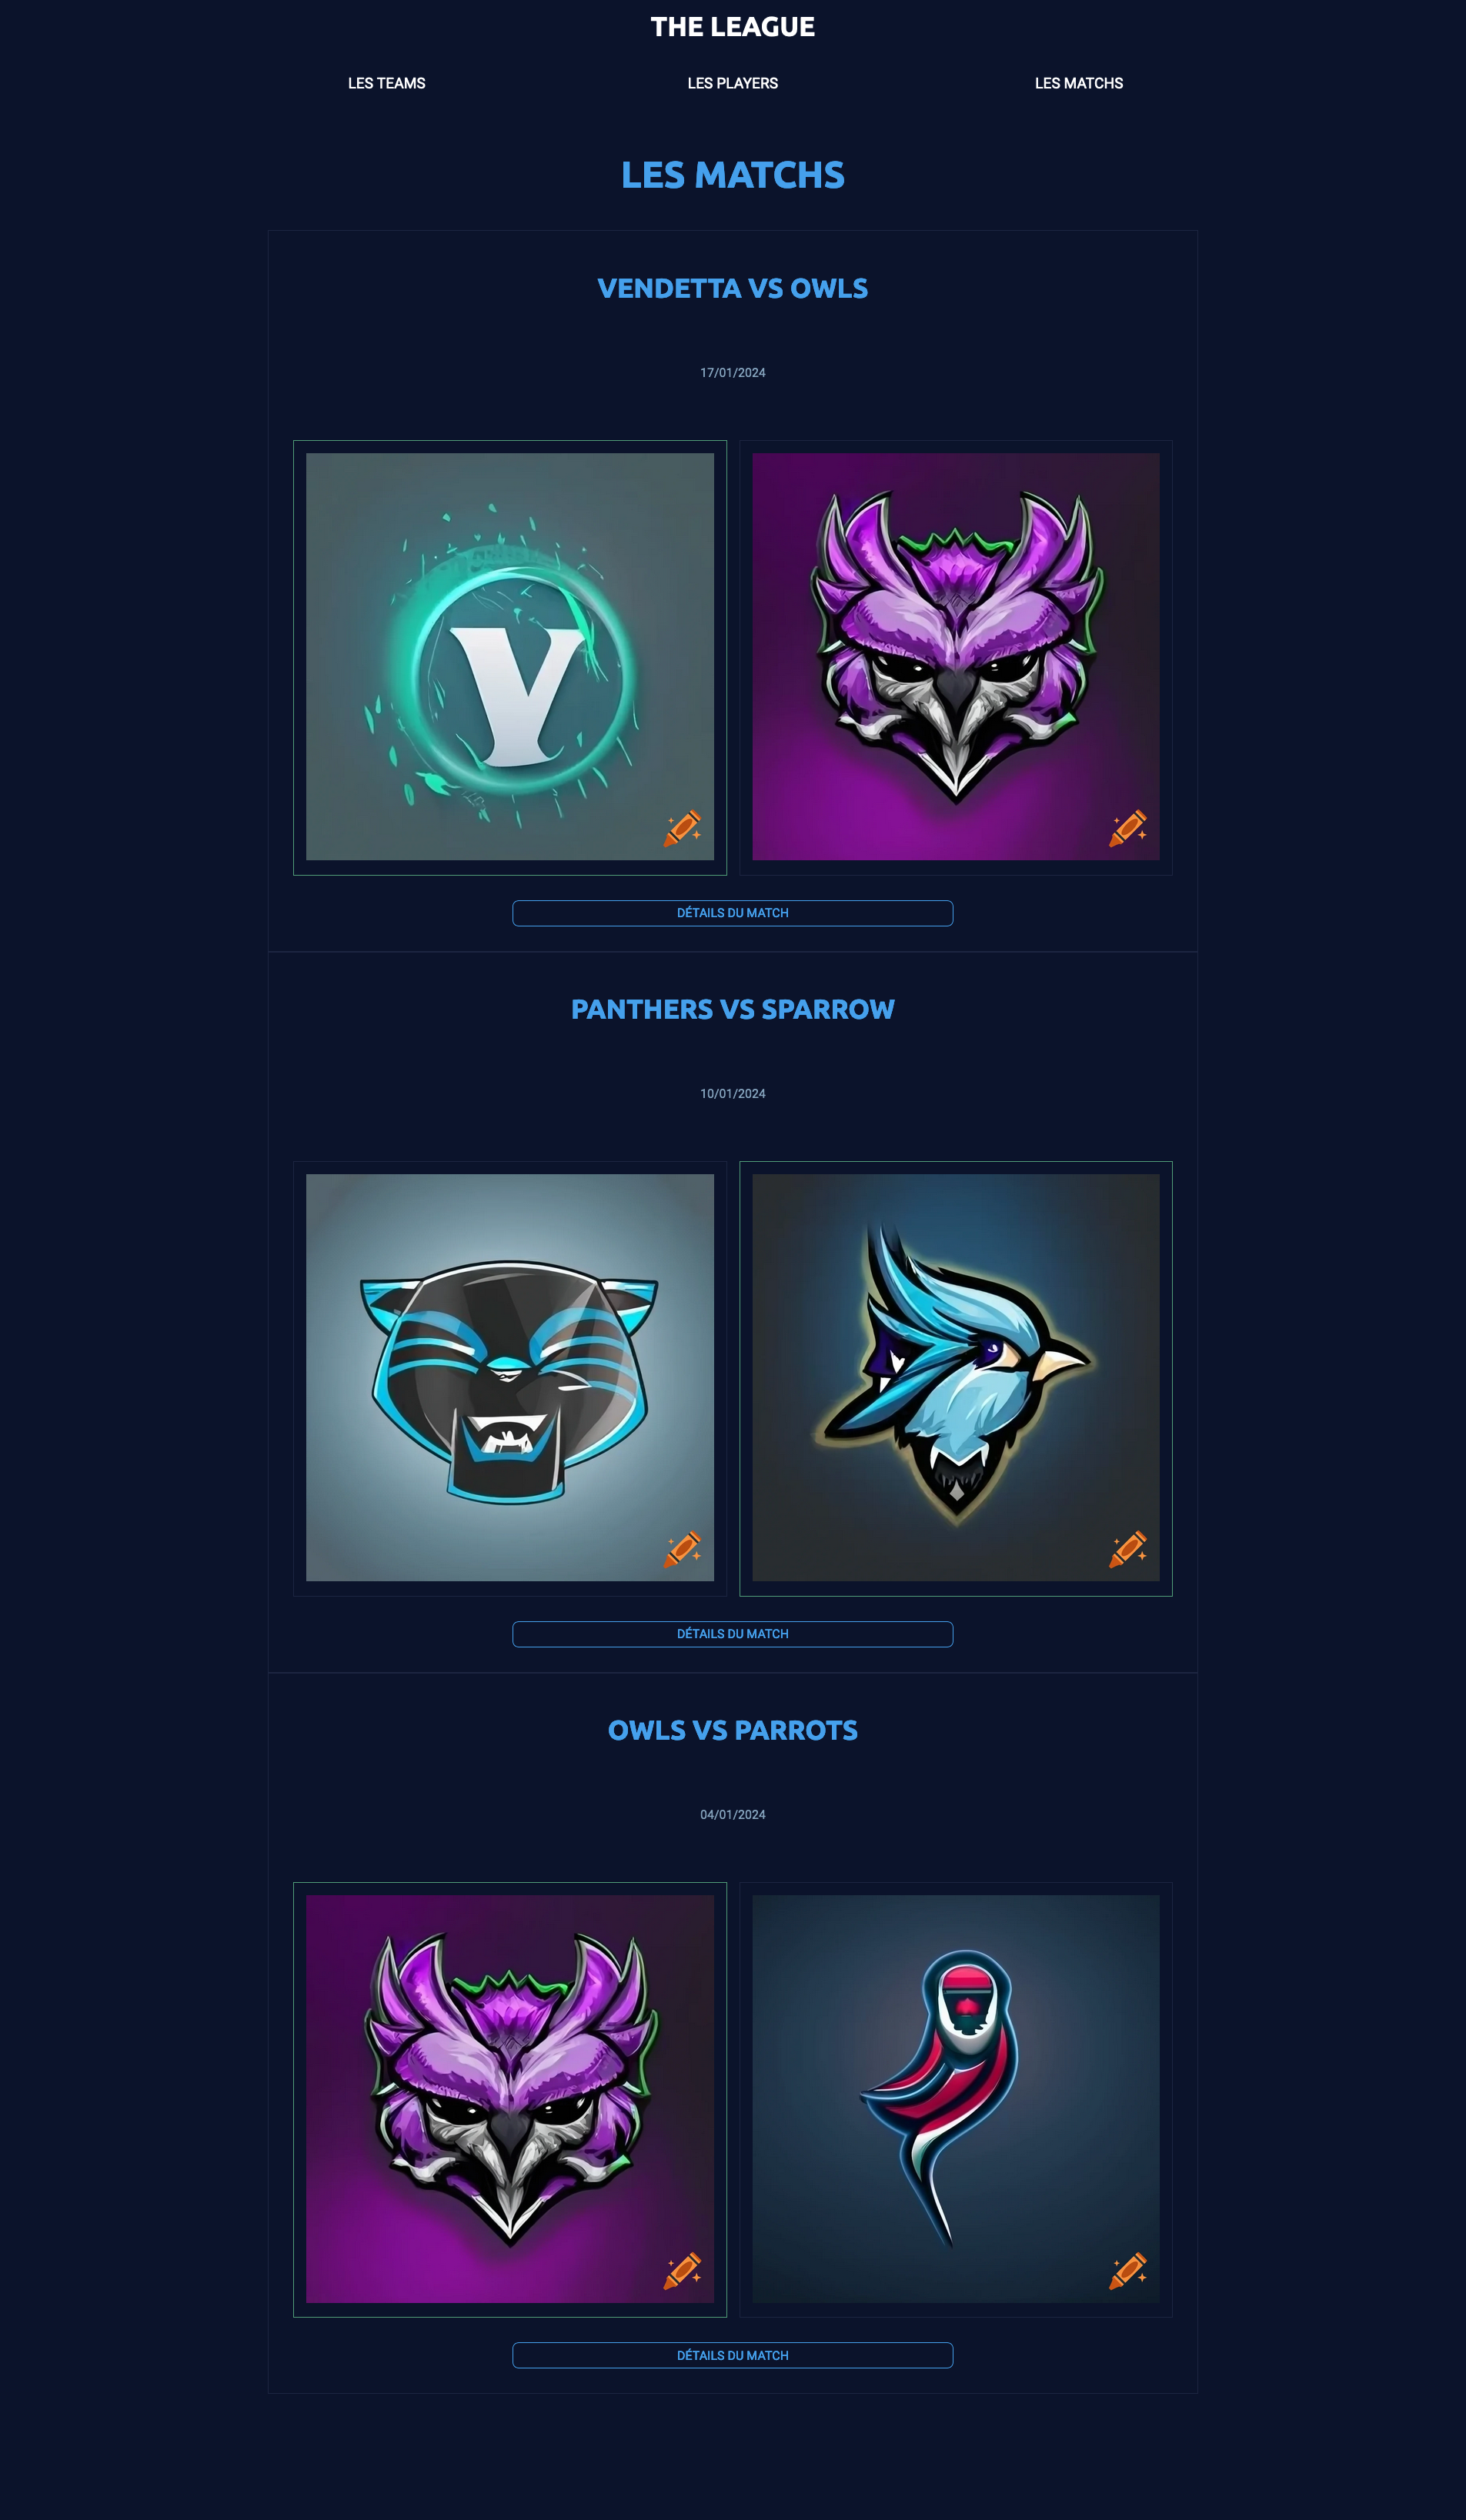 THE LEAGUE
LES TEAMS LES PLAYERS LES MATCHS
LES MATCHS
VENDETTA VS OWLS
17/01/2024
V
DÉTAILS DU MATCH
PANTHERS VS SPARROW
10/01/2024
DÉTAILS DU MATCH
OWLS VS PARROTS
04/01/2024
DÉTAILS DU MATCH